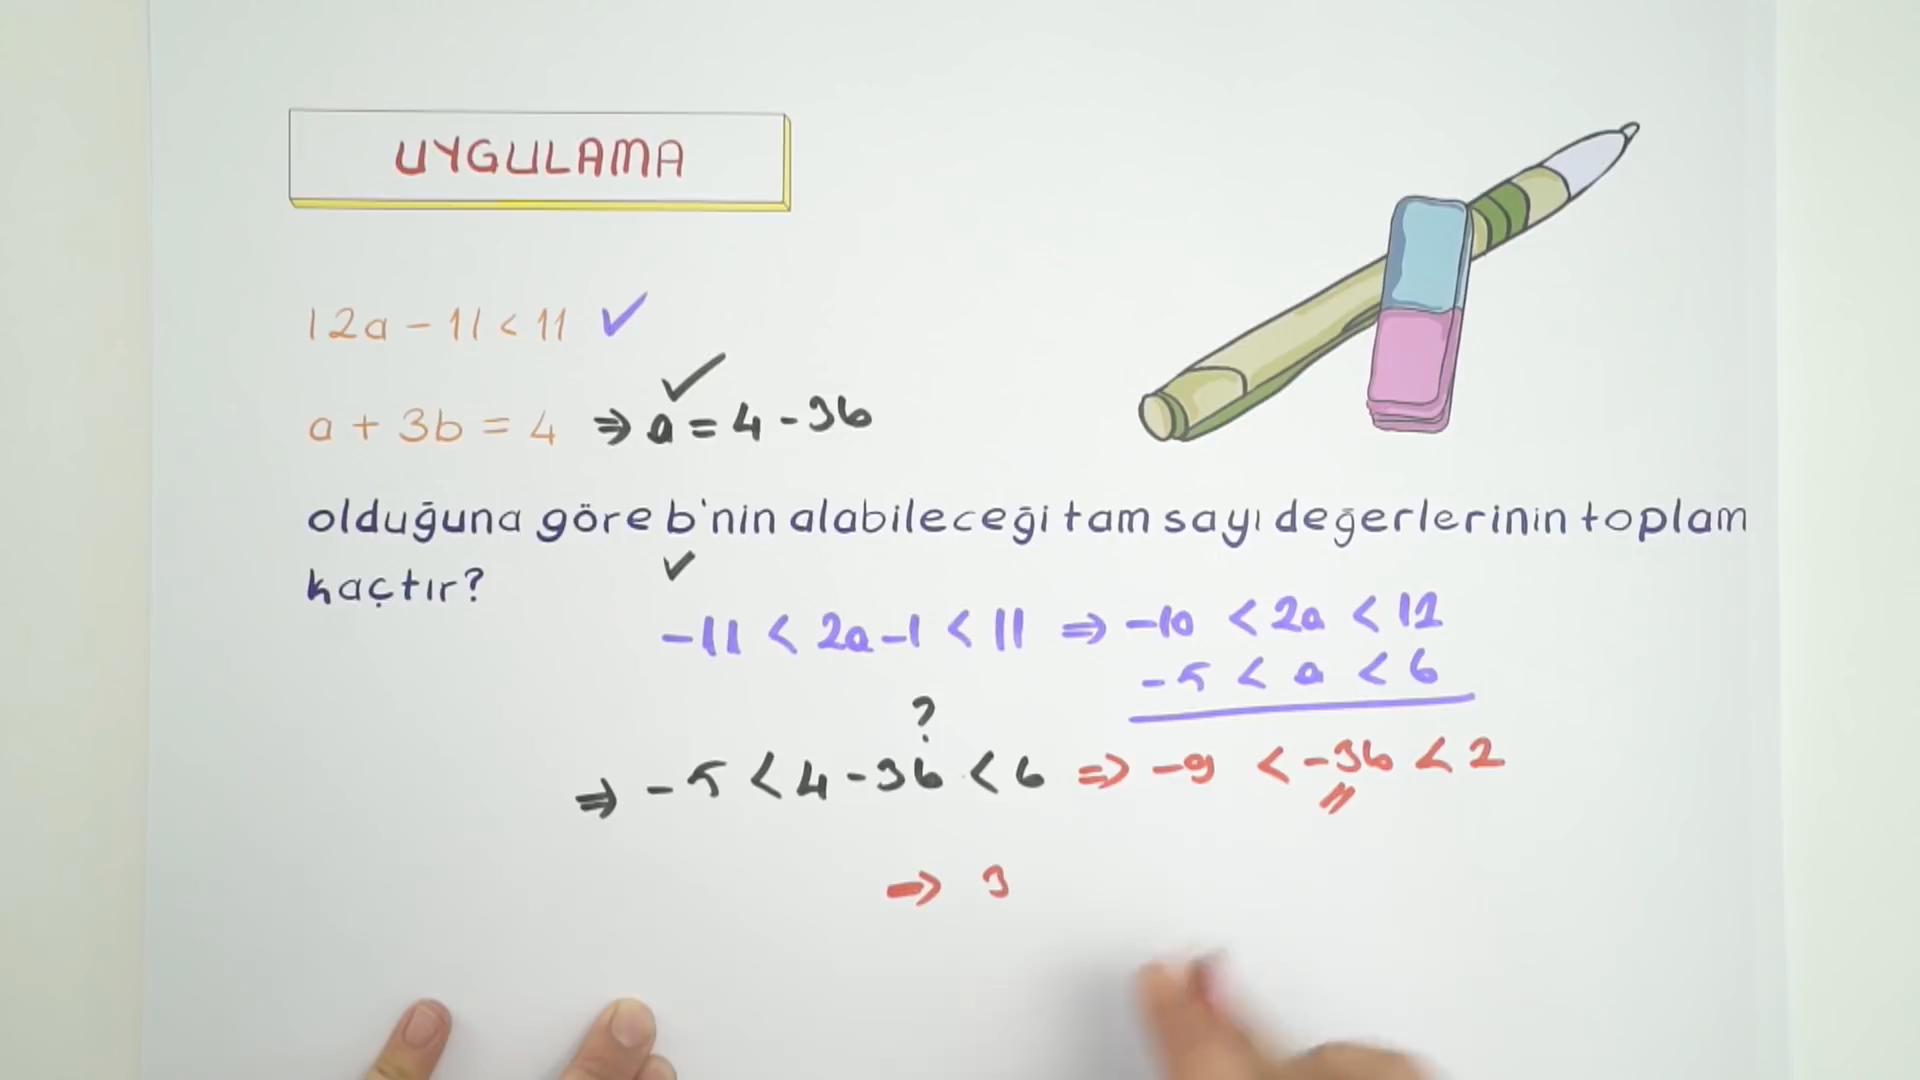 UYGULAMA
|2a - 1| < 11 ✓
✓
a + 3b = 4 ⇒ a = 4 - 3b
olduğuna göre b'nin alabileceği tam sayı değerlerinin toplam
✓
kaçtır?
-11 < 2a-1 < 11 ⇒ -10 < 2a < 12
-5 < a < 6
?
⇒ -5 < 4 - 3b < 6 ⇒ -9 < -3b < 2
⇒ 3